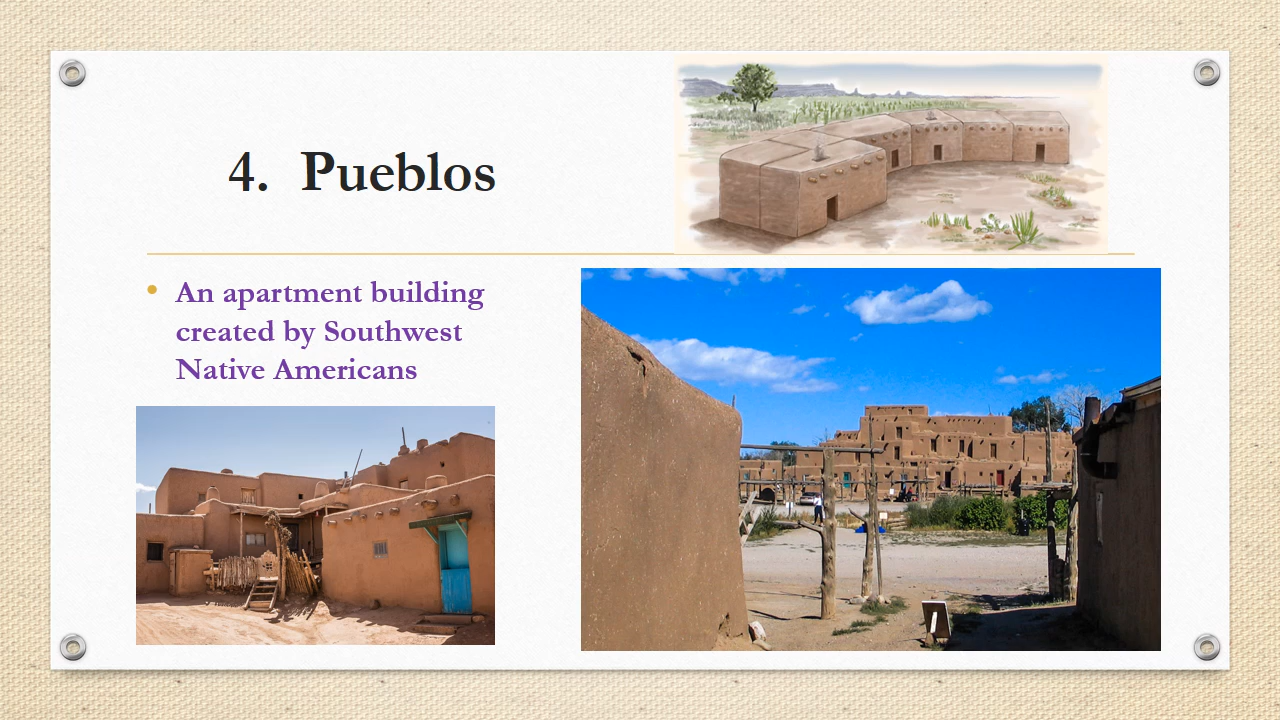 4. Pueblos
An apartment building
created by Southwest
Native Americans